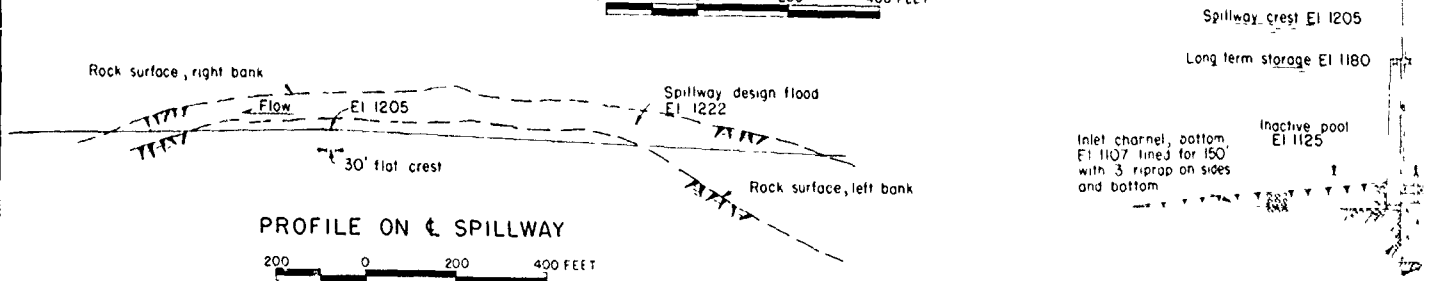 400 FEET
Spillway crest El 1205
Long term storage El 1180
Rock surface, right bank
Flow
El 1205
Spillway design flood
El 1222
30' flat crest
Rock surface, left bank
Inlet channel, bottom
El 1107 lined for 150'
with 3' riprap on sides
and bottom
Inactive pool
El 1125
PROFILE ON ℄ SPILLWAY
200 0 200 400 FEET